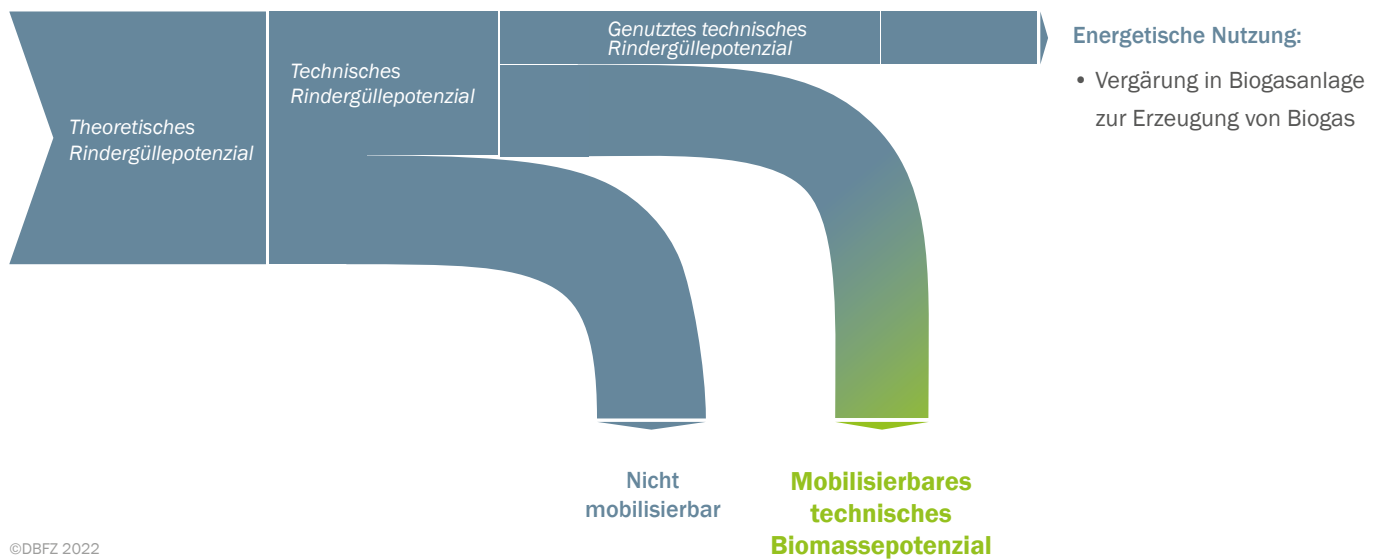 Theoretisches
Rindergüllepotenzial
Technisches
Rindergüllepotenzial
Genutztes technisches
Rindergüllepotenzial
Energetische Nutzung:
• Vergärung in Biogasanlage
zur Erzeugung von Biogas
Nicht
mobilisierbar
Mobilisierbares
technisches
Biomassepotenzial
©DBFZ 2022